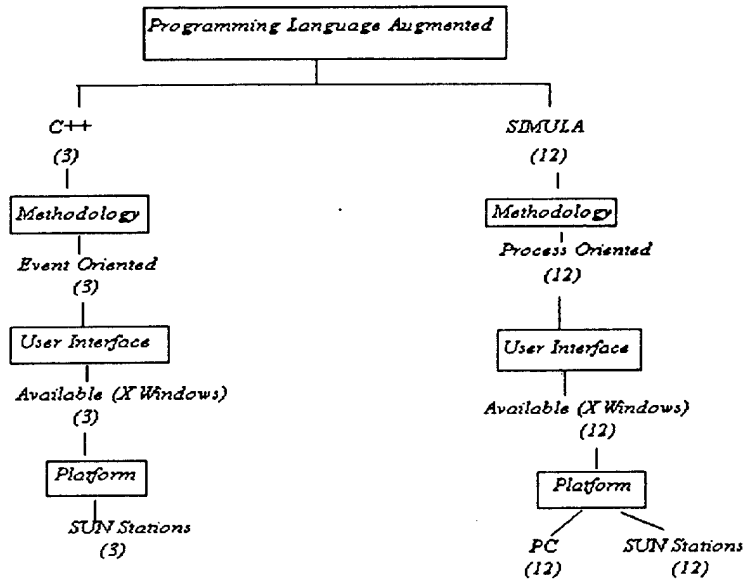 Programming Language Augmented
C++
(3)
Methodology
Event Oriented
(3)
User Interface
Available (X Windows)
(3)
Platform
SUN Stations
(3)
SIMULA
(12)
Methodology
Process Oriented
(12)
User Interface
Available (X Windows)
(12)
Platform
PC
(12)
SUN Stations
(12)